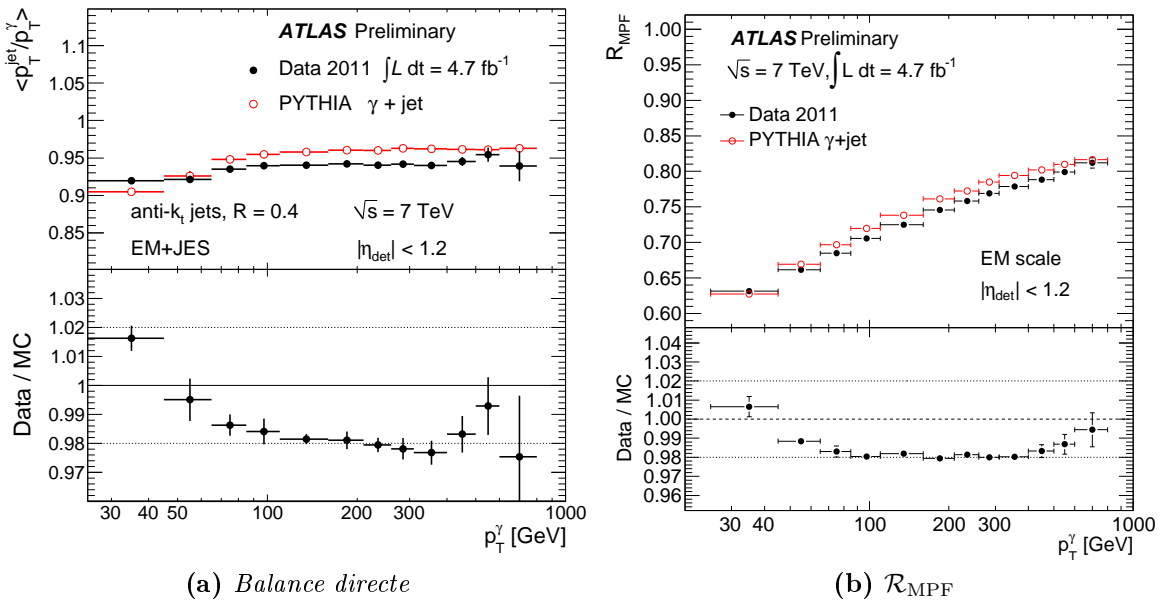 <p_T^jet/p_T^γ>
1.1
1.05
1
0.95
0.9
0.85
ATLAS Preliminary
Data 2011 ∫L dt = 4.7 fb⁻¹
PYTHIA γ + jet
anti-k_t jets, R = 0.4
√s = 7 TeV
EM+JES
|η_det| < 1.2
Data / MC
1.03
1.02
1.01
1
0.99
0.98
0.97
30 40 50 100 200 300 1000
p_T^γ [GeV]
(a) Balance directe
R_MPF
1.00
0.95
0.90
0.85
0.80
0.75
0.70
0.65
0.60
ATLAS Preliminary
√s = 7 TeV, ∫L dt = 4.7 fb⁻¹
Data 2011
PYTHIA γ+jet
EM scale
|η_det| < 1.2
Data / MC
1.04
1.02
1.01
1.00
0.99
0.98
0.96
30 40 100 200 300 1000
p_T^γ [GeV]
(b) ℛ_MPF